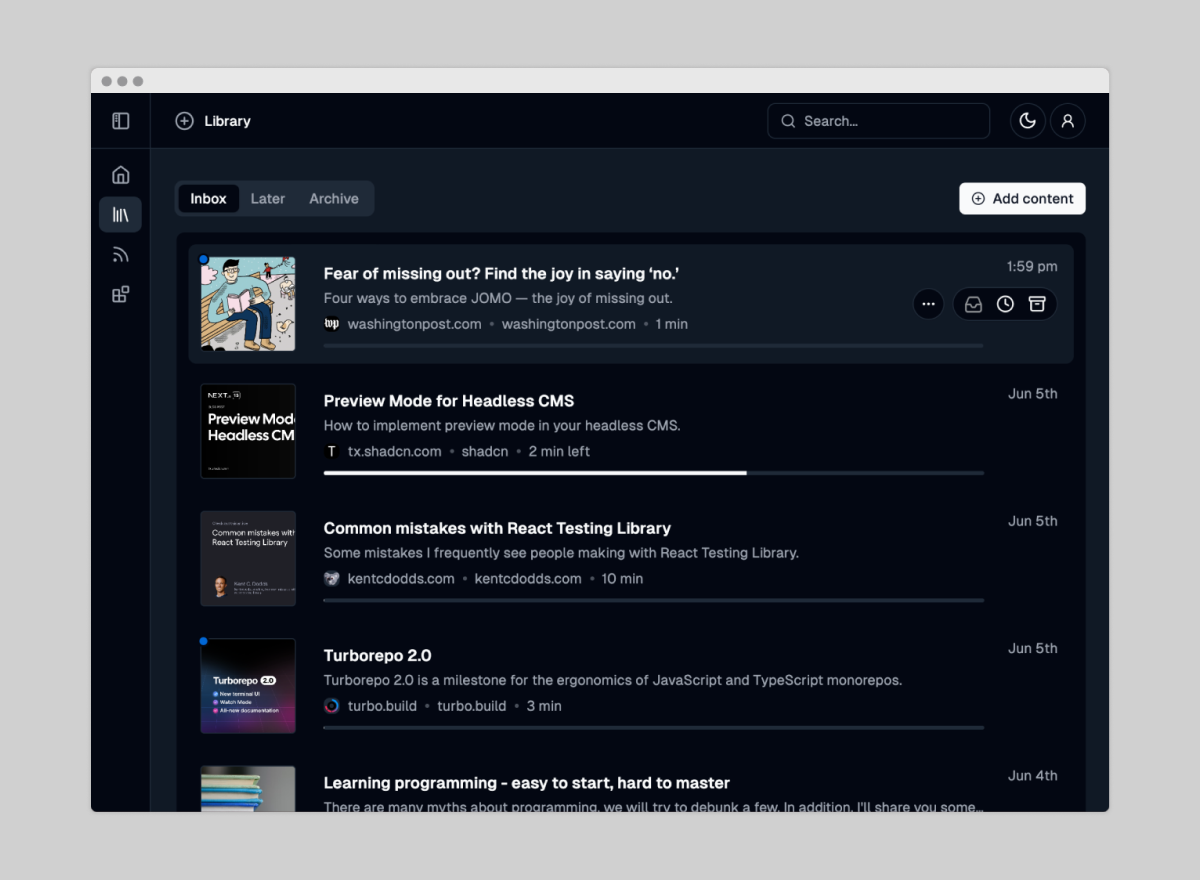 Library
Search...
Inbox
Later
Archive
Add content
Fear of missing out? Find the joy in saying ‘no.’
1:59 pm
Four ways to embrace JOMO — the joy of missing out.
wp
washingtonpost.com • washingtonpost.com • 1 min
NEXT.JS
Preview Mod
Headless CM
Preview Mode for Headless CMS
Jun 5th
How to implement preview mode in your headless CMS.
T
tx.shadcn.com • shadcn • 2 min left
Common mistakes with
React Testing Library
Kent C. Dodds
Common mistakes with React Testing Library
Jun 5th
Some mistakes I frequently see people making with React Testing Library.
kentcdodds.com • kentcdodds.com • 10 min
Turborepo 2.0
New terminal UI
Watch Mode
All-new documentation
Turborepo 2.0
Jun 5th
Turborepo 2.0 is a milestone for the ergonomics of JavaScript and TypeScript monorepos.
turbo.build • turbo.build • 3 min
Learning programming - easy to start, hard to master
Jun 4th
There are many myths about programming, we will try to debunk a few. In addition, I'll share you some...